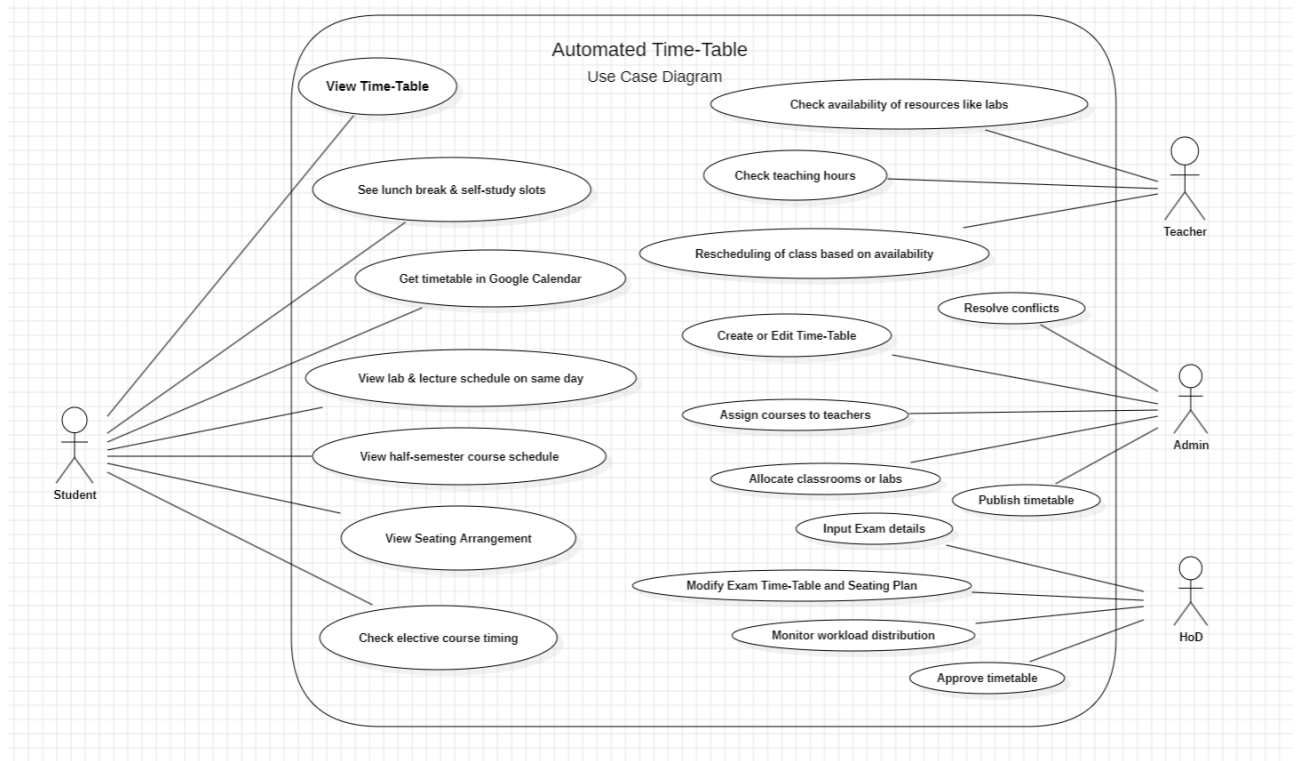 Automated Time-Table
Use Case Diagram
View Time-Table
See lunch break & self-study slots
Get timetable in Google Calendar
View lab & lecture schedule on same day
View half-semester course schedule
View Seating Arrangement
Check elective course timing
Student
Check availability of resources like labs
Check teaching hours
Rescheduling of class based on availability
Teacher
Resolve conflicts
Create or Edit Time-Table
Assign courses to teachers
Allocate classrooms or labs
Publish timetable
Admin
Input Exam details
Modify Exam Time-Table and Seating Plan
Monitor workload distribution
Approve timetable
HoD